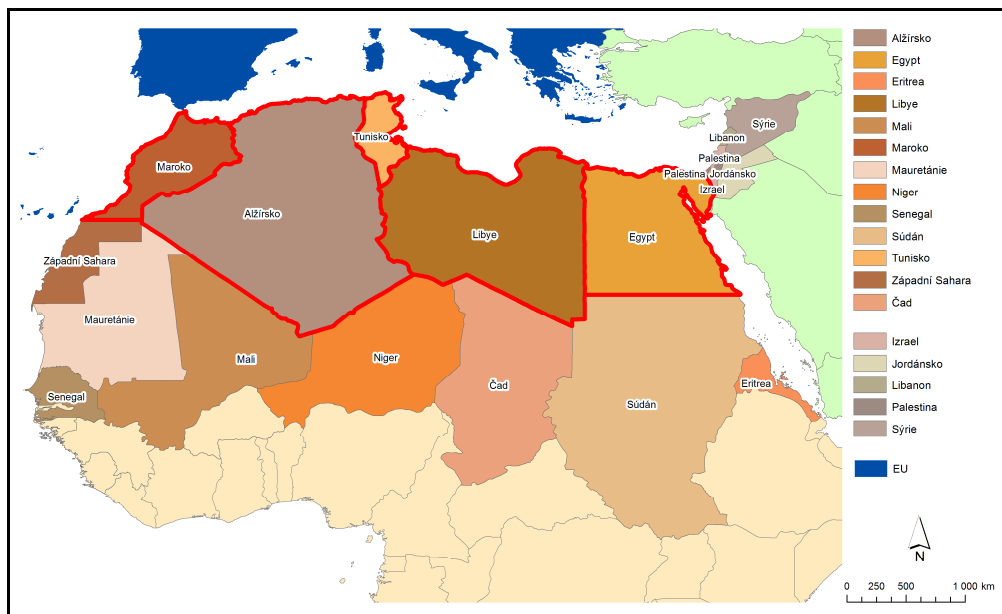 Sýrie
Libanon
Palestina
Palestina
Jordánsko
Izrael
Tunisko
Maroko
Alžírsko
Libye
Egypt
Západní Sahara
Mauretánie
Mali
Niger
Čad
Súdán
Eritrea
Senegal
Alžírsko
Egypt
Eritrea
Libye
Mali
Maroko
Mauretánie
Niger
Senegal
Súdán
Tunisko
Západní Sahara
Čad
Izrael
Jordánsko
Libanon
Palestina
Sýrie
EU
N
0 250 500 1 000 km